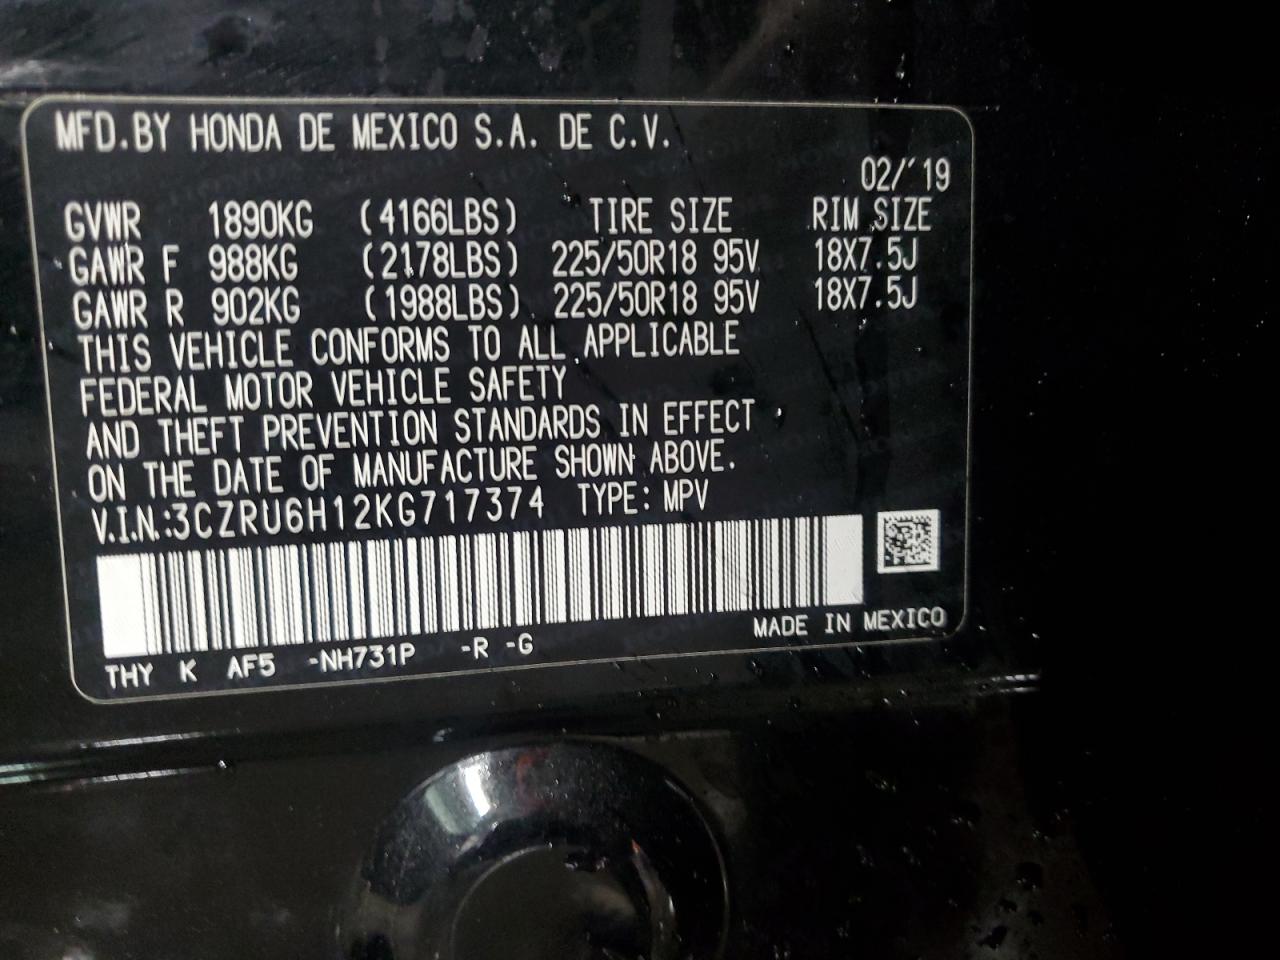 MFD.BY HONDA DE MEXICO S.A. DE C.V.
02/´19
GVWR 1890KG (4166LBS) TIRE SIZE RIM SIZE
GAWR F 988KG (2178LBS) 225/50R18 95V 18X7.5J
GAWR R 902KG (1988LBS) 225/50R18 95V 18X7.5J
THIS VEHICLE CONFORMS TO ALL APPLICABLE
FEDERAL MOTOR VEHICLE SAFETY
AND THEFT PREVENTION STANDARDS IN EFFECT
ON THE DATE OF MANUFACTURE SHOWN ABOVE.
V.I.N.:3CZRU6H12KG717374 TYPE: MPV
MADE IN MEXICO
THY K AF5 -NH731P -R -G